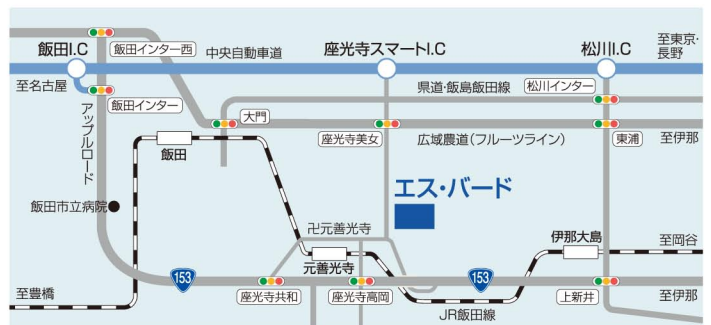 飯田I.C
飯田インター西
中央自動車道
座光寺スマートI.C
松川I.C
至東京・
長野
至名古屋
飯田インター
アップルロード
大門
県道・飯島飯田線
松川インター
座光寺美女
広域農道(フルーツライン)
東浦
至伊那
飯田
エス・バード
飯田市立病院
卍元善光寺
元善光寺
伊那大島
至岡谷
153
153
至豊橋
座光寺共和
座光寺高岡
JR飯田線
上新井
至伊那